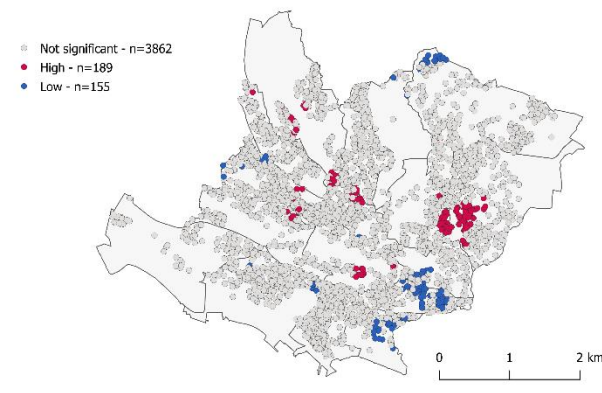 Not significant - n=3862
High - n=189
Low - n=155
0 1 2 km